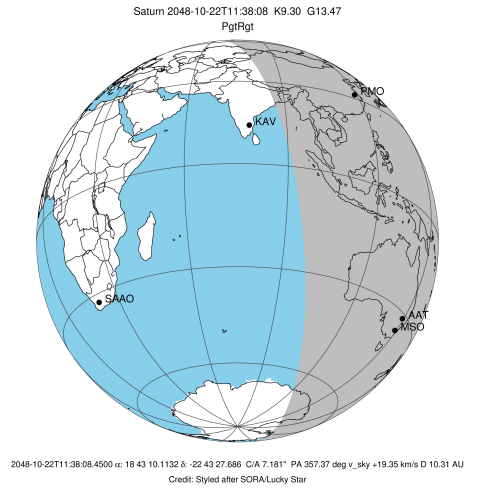 Saturn 2048-10-22T11:38:08 K9.30 G13.47
PgtRgt
PMO
KAV
SAAO
AAT
MSO
2048-10-22T11:38:08.4500 α: 18 43 10.1132 δ: -22 43 27.686 C/A 7.181" PA 357.37 deg v_sky +19.35 km/s D 10.31 AU
Credit: Styled after SORA/Lucky Star